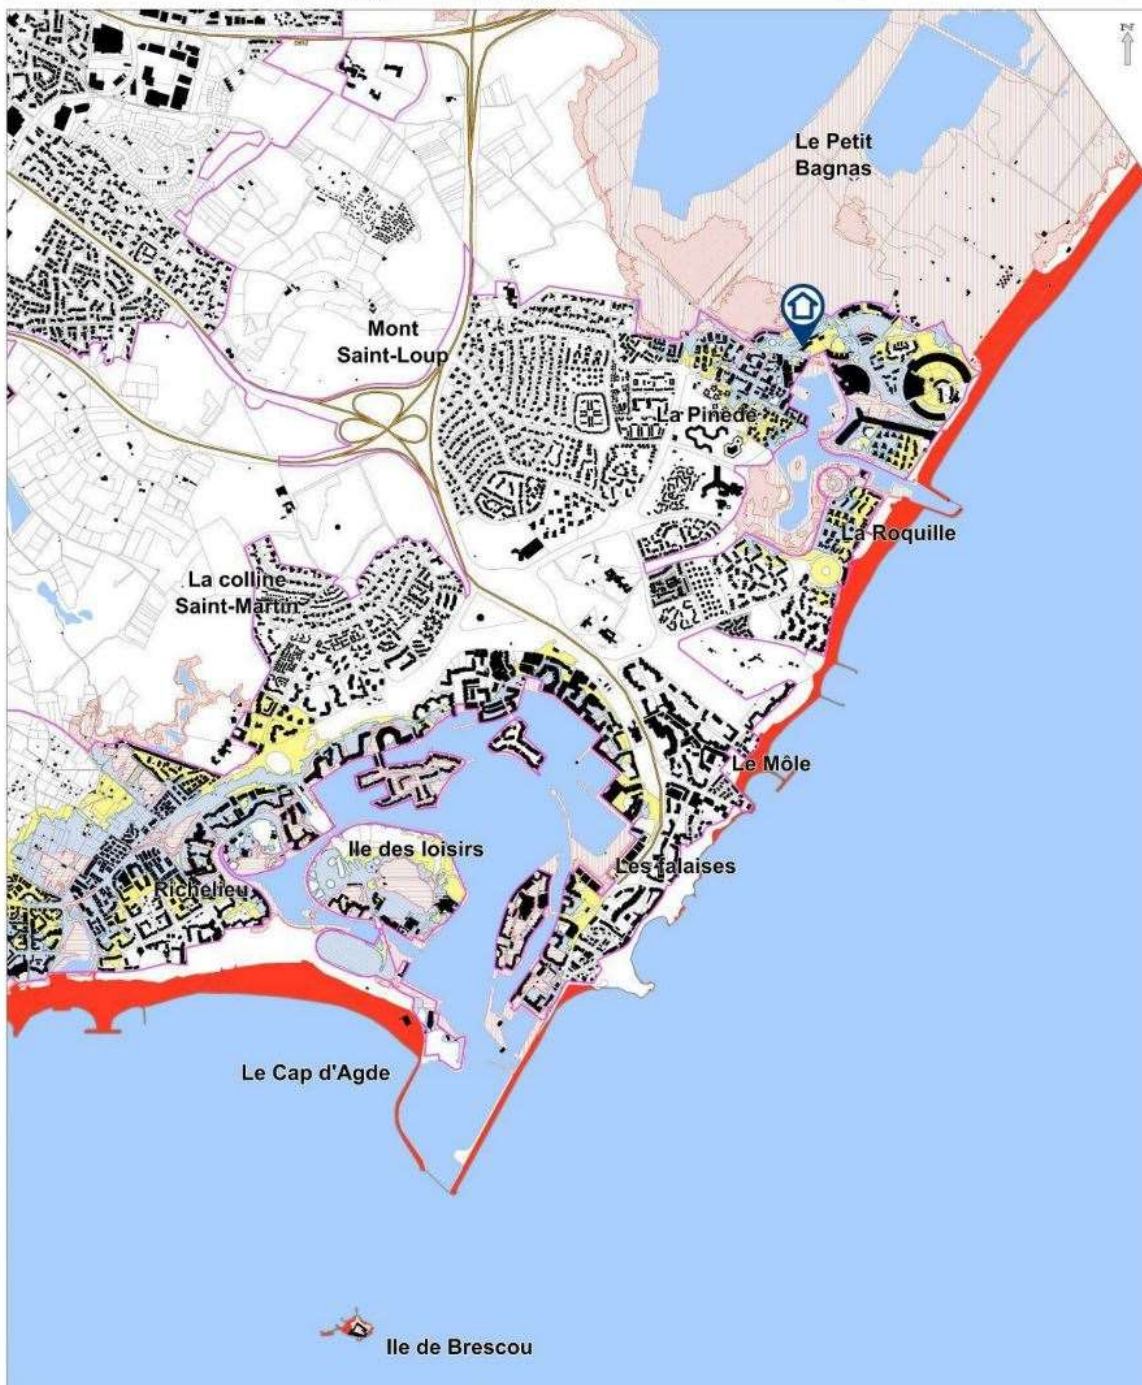 N
Le Petit
Bagnas
Mont
Saint-Loup
La Pinède
La Roquille
La colline
Saint-Martin
Le Môle
Ile des loisirs
Les falaises
Richelieu
Le Cap d'Agde
Ile de Brescou